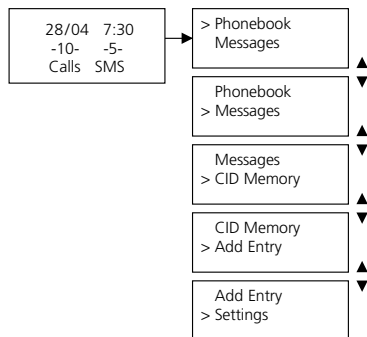 28/04 7:30
-10- -5-
Calls SMS
> Phonebook
Messages
Phonebook
> Messages
Messages
> CID Memory
CID Memory
> Add Entry
Add Entry
> Settings